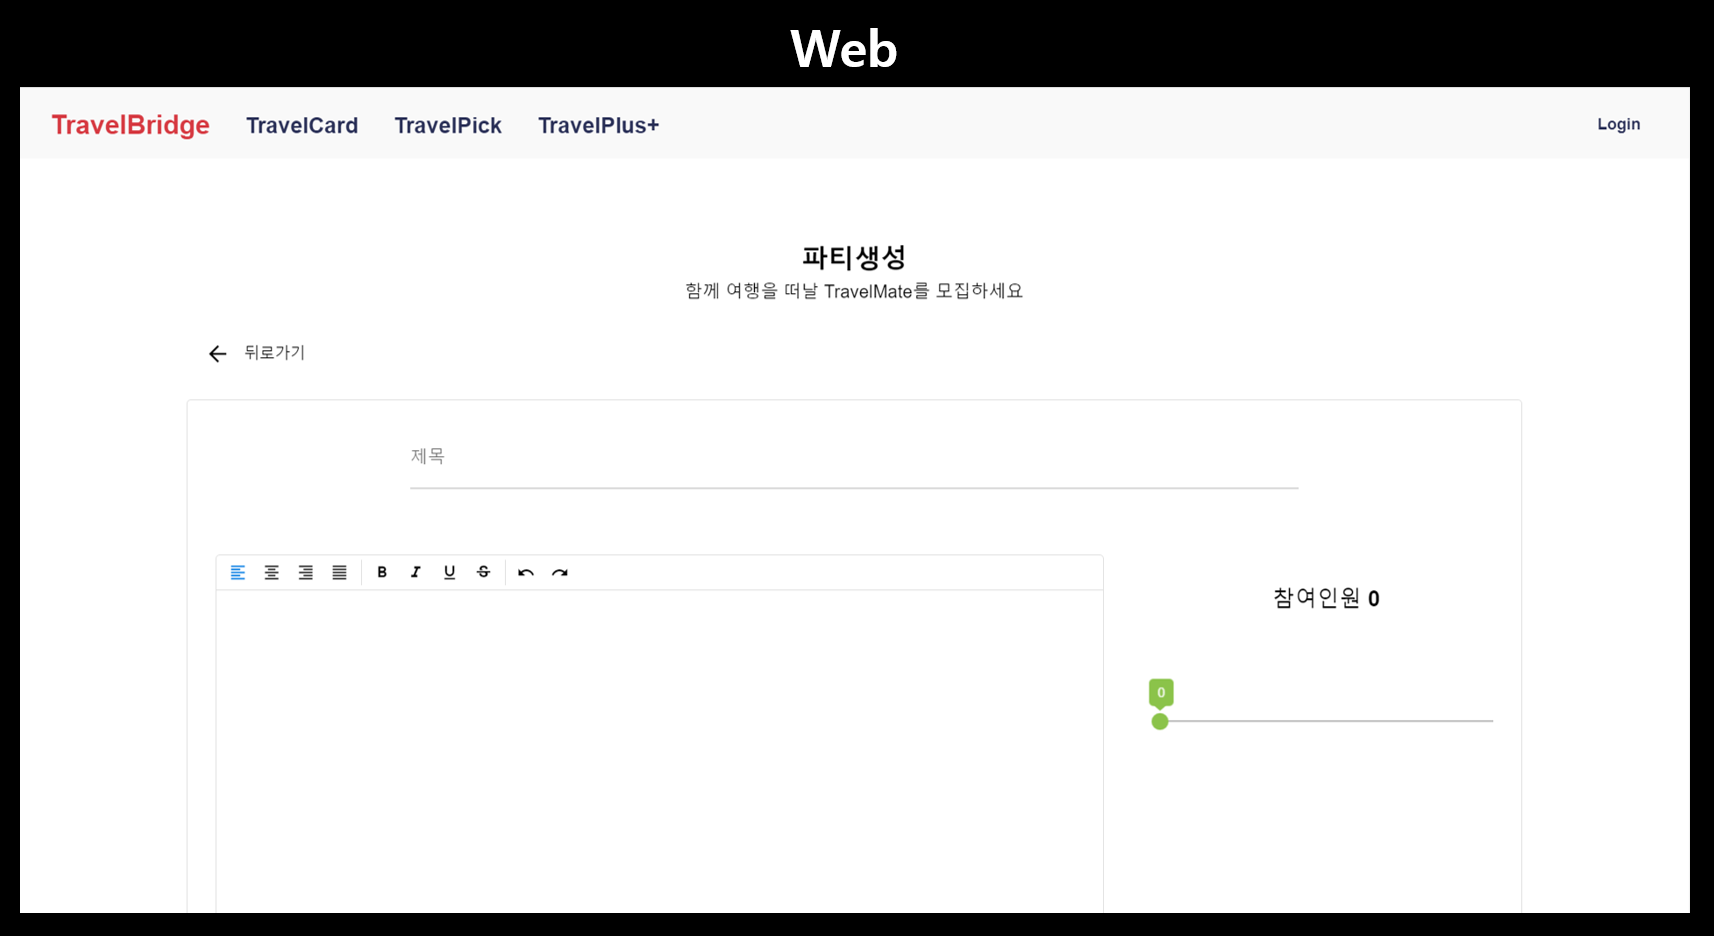 Web
TravelBridge TravelCard TravelPick TravelPlus+ Login
파티생성
함께 여행을 떠날 TravelMate를 모집하세요
뒤로가기
제목
B I U S
참여인원 0
0